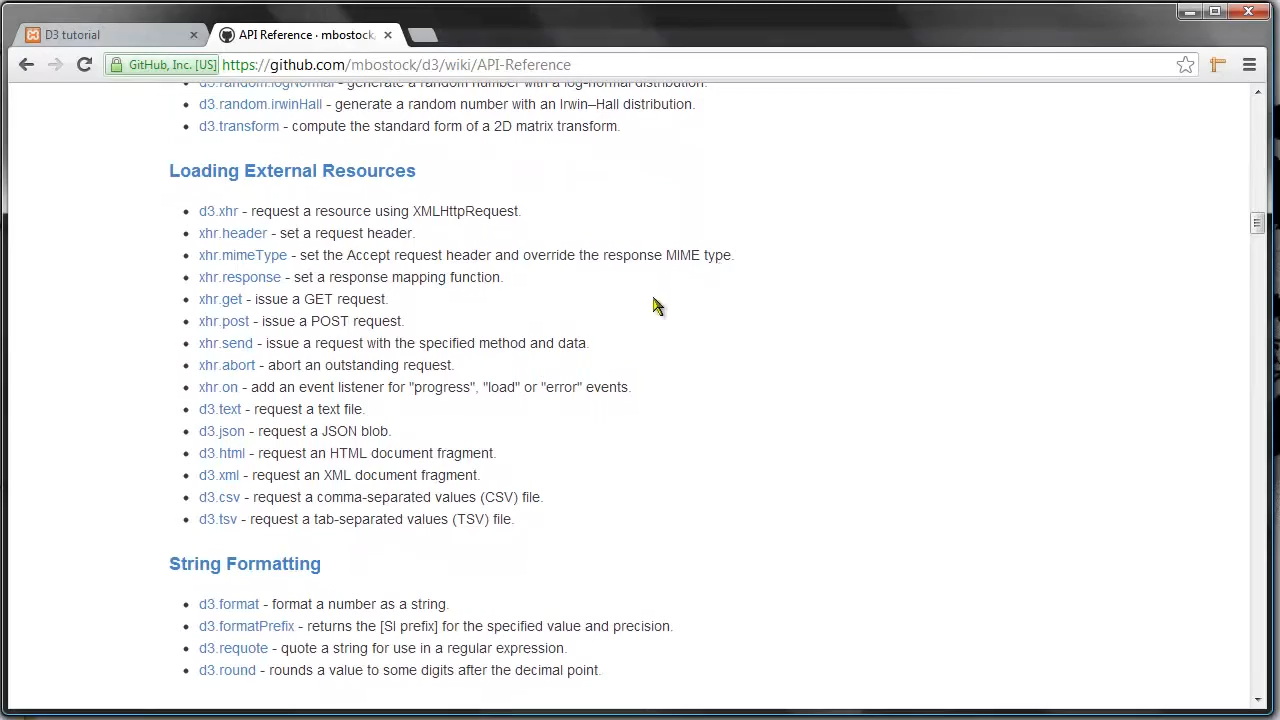 D3 tutorial
API Reference · mbostock
GitHub, Inc. [US] https://github.com/mbostock/d3/wiki/API-Reference
d3.random.logNormal - generate a random number with a log-normal distribution.
d3.random.irwinHall - generate a random number with an Irwin–Hall distribution.
d3.transform - compute the standard form of a 2D matrix transform.
Loading External Resources
d3.xhr - request a resource using XMLHttpRequest.
xhr.header - set a request header.
xhr.mimeType - set the Accept request header and override the response MIME type.
xhr.response - set a response mapping function.
xhr.get - issue a GET request.
xhr.post - issue a POST request.
xhr.send - issue a request with the specified method and data.
xhr.abort - abort an outstanding request.
xhr.on - add an event listener for "progress", "load" or "error" events.
d3.text - request a text file.
d3.json - request a JSON blob.
d3.html - request an HTML document fragment.
d3.xml - request an XML document fragment.
d3.csv - request a comma-separated values (CSV) file.
d3.tsv - request a tab-separated values (TSV) file.
String Formatting
d3.format - format a number as a string.
d3.formatPrefix - returns the [SI prefix] for the specified value and precision.
d3.requote - quote a string for use in a regular expression.
d3.round - rounds a value to some digits after the decimal point.